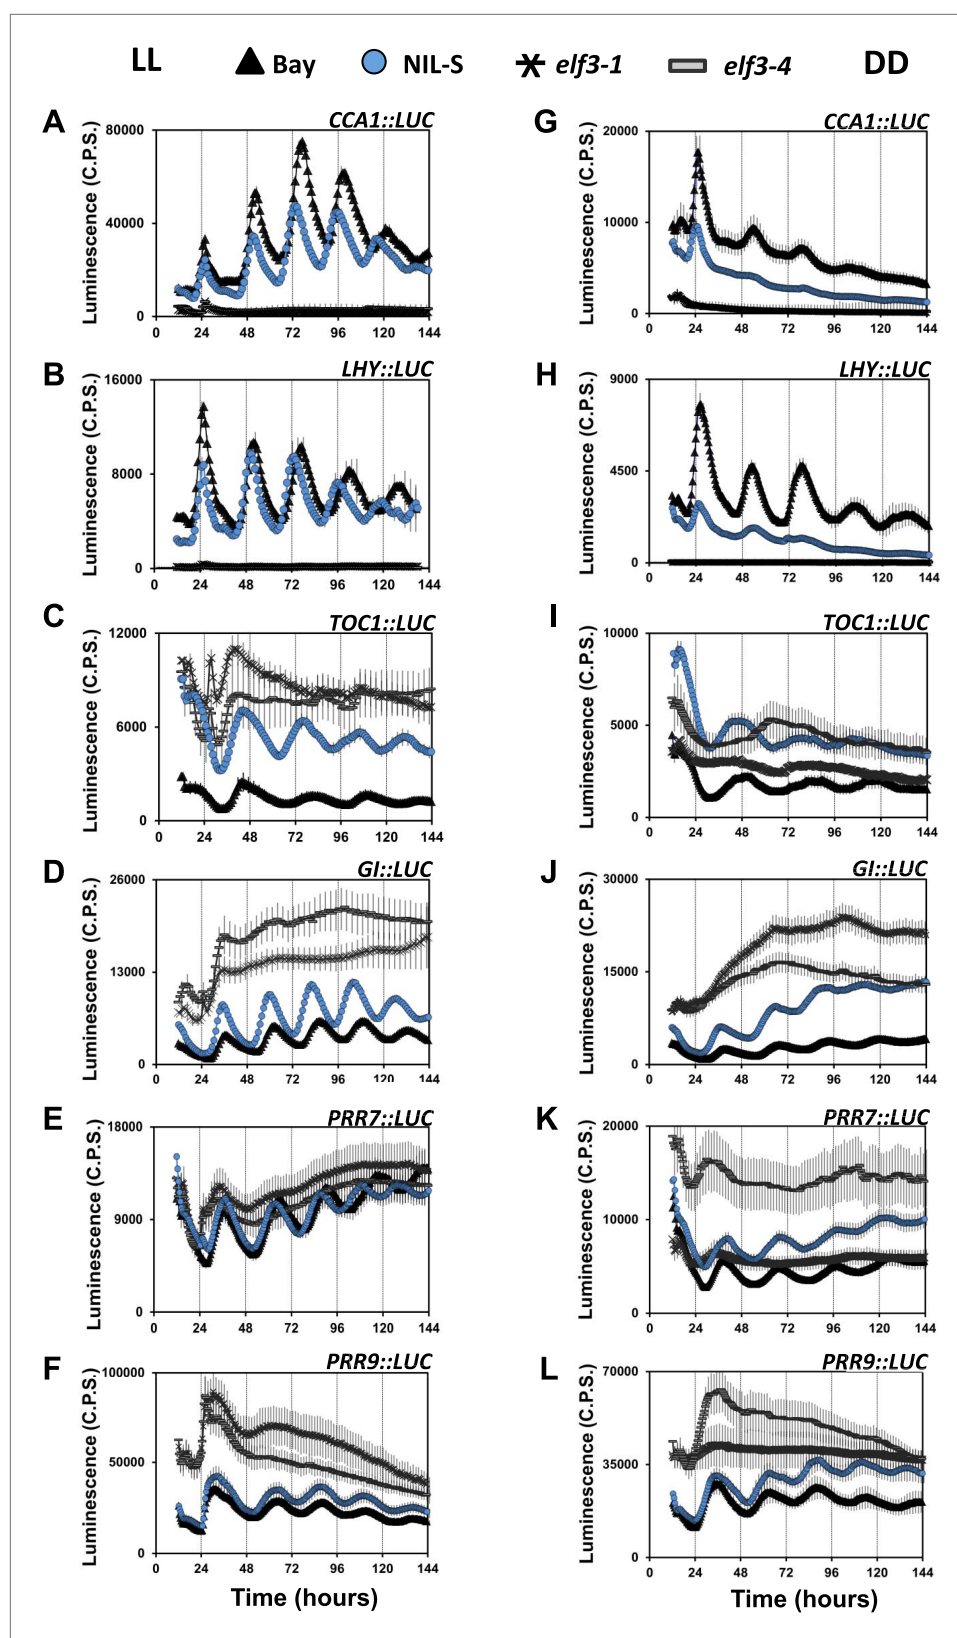 LL Bay NIL-S elf3-1 elf3-4 DD
A CCA1::LUC
Luminescence (C.P.S.)
80000
40000
0
0 24 48 72 96 120 144
G CCA1::LUC
Luminescence (C.P.S.)
20000
10000
0
0 24 48 72 96 120 144
B LHY::LUC
Luminescence (C.P.S.)
16000
8000
0
0 24 48 72 96 120 144
H LHY::LUC
Luminescence (C.P.S.)
9000
4500
0
0 24 48 72 96 120 144
C TOC1::LUC
Luminescence (C.P.S.)
12000
6000
0
0 24 48 72 96 120 144
I TOC1::LUC
Luminescence (C.P.S.)
10000
5000
0
0 24 48 72 96 120 144
D GI::LUC
Luminescence (C.P.S.)
26000
13000
0
0 24 48 72 96 120 144
J GI::LUC
Luminescence (C.P.S.)
30000
15000
0
0 24 48 72 96 120 144
E PRR7::LUC
Luminescence (C.P.S.)
18000
9000
0
0 24 48 72 96 120 144
K PRR7::LUC
Luminescence (C.P.S.)
20000
10000
0
0 24 48 72 96 120 144
F PRR9::LUC
Luminescence (C.P.S.)
100000
50000
0
0 24 48 72 96 120 144
Time (hours)
L PRR9::LUC
Luminescence (C.P.S.)
70000
35000
0
0 24 48 72 96 120 144
Time (hours)